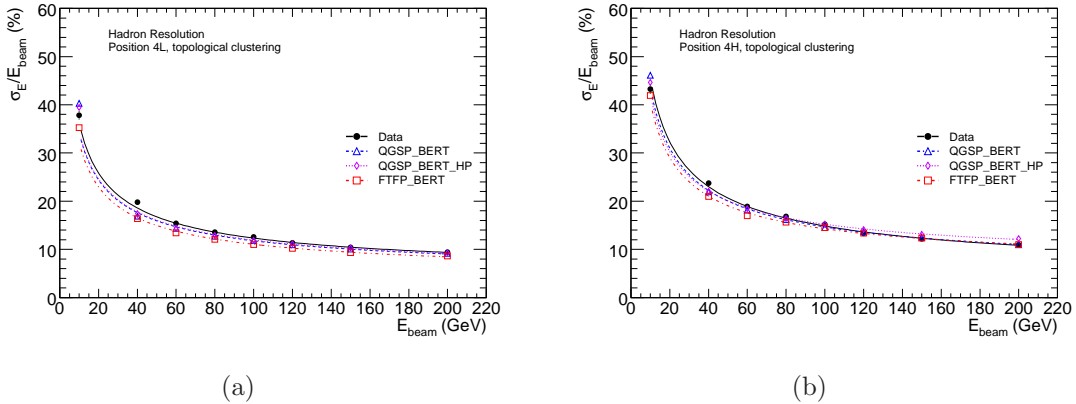 60
50
40
30
20
10
0
σE/Ebeam (%)
Hadron Resolution
Position 4L, topological clustering
Data
QGSP_BERT
QGSP_BERT_HP
FTFP_BERT
0 20 40 60 80 100 120 140 160 180 200 220
Ebeam (GeV)
(a)
60
50
40
30
20
10
0
σE/Ebeam (%)
Hadron Resolution
Position 4H, topological clustering
Data
QGSP_BERT
QGSP_BERT_HP
FTFP_BERT
0 20 40 60 80 100 120 140 160 180 200 220
Ebeam (GeV)
(b)